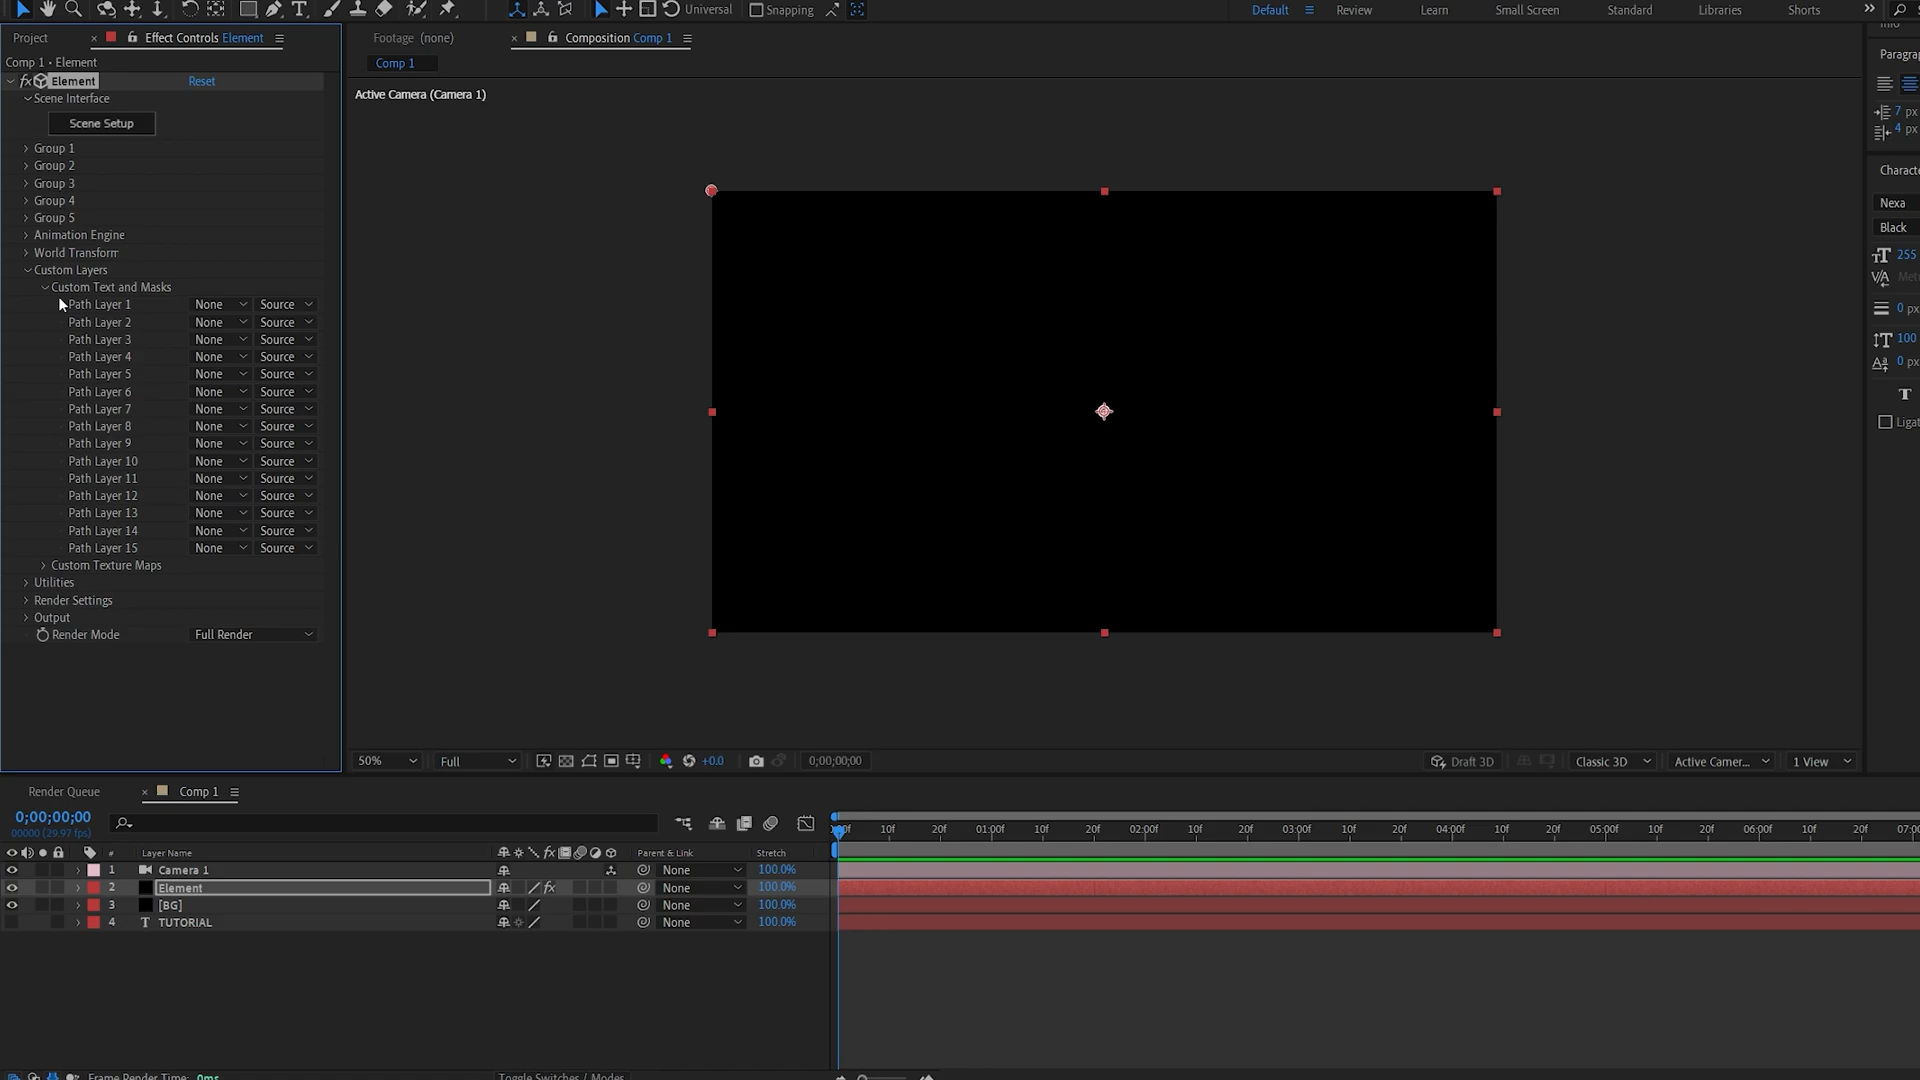 Universal
Snapping
Default
Review
Learn
Small Screen
Standard
Libraries
Shorts
Project
Effect Controls Element
Footage (none)
Composition Comp 1
Comp 1 • Element
Comp 1
fx Element
Reset
Scene Interface
Scene Setup
Active Camera (Camera 1)
Group 1
Group 2
Group 3
Group 4
Group 5
Animation Engine
World Transform
Custom Layers
Custom Text and Masks
Path Layer 1 None Source
Path Layer 2 None Source
Path Layer 3 None Source
Path Layer 4 None Source
Path Layer 5 None Source
Path Layer 6 None Source
Path Layer 7 None Source
Path Layer 8 None Source
Path Layer 9 None Source
Path Layer 10 None Source
Path Layer 11 None Source
Path Layer 12 None Source
Path Layer 13 None Source
Path Layer 14 None Source
Path Layer 15 None Source
Custom Texture Maps
Utilities
Render Settings
Output
Render Mode Full Render
7 px
4 px
Nexa
Black
255
0 px
100
0 px
50%
Full
+0.0
0;00;00;00
Draft 3D
Classic 3D
Active Camer...
1 View
Render Queue
Comp 1
0;00;00;00
00000 (29.97 fps)
10f 20f 01:00f 10f 20f 02:00f 10f 20f 03:00f 10f 20f 04:00f 10f 20f 05:00f 10f 20f 06:00f 10f 20f
# Layer Name fx Parent & Link Stretch
1 Camera 1 None 100.0%
2 Element fx None 100.0%
3 [BG] None 100.0%
4 T TUTORIAL None 100.0%
Frame Render Time: 0ms
Toggle Switches / Modes